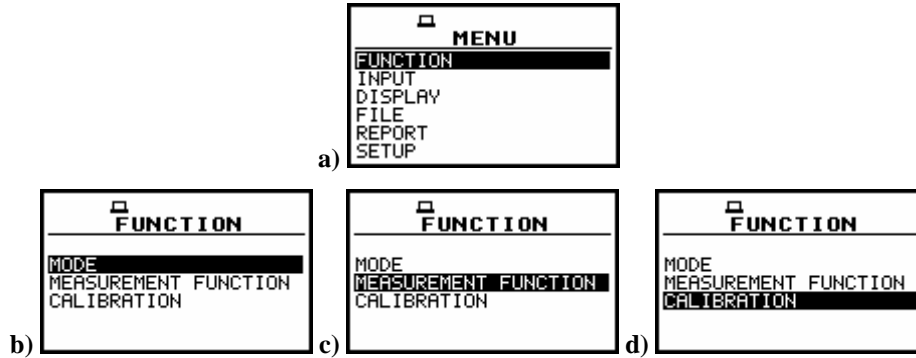 MENU
FUNCTION
INPUT
DISPLAY
FILE
REPORT
SETUP
a)
FUNCTION
MODE
MEASUREMENT FUNCTION
CALIBRATION
b)
FUNCTION
MODE
MEASUREMENT FUNCTION
CALIBRATION
c)
FUNCTION
MODE
MEASUREMENT FUNCTION
CALIBRATION
d)